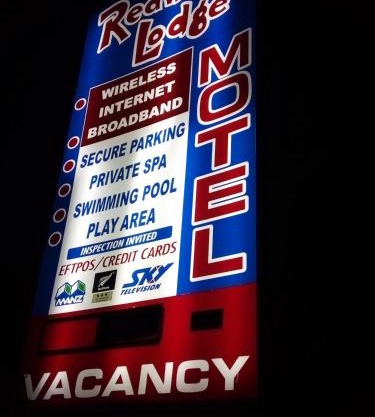 Lodge
MOTEL
WIRELESS
INTERNET
BROADBAND
SECURE PARKING
PRIVATE SPA
SWIMMING POOL
PLAY AREA
INSPECTION INVITED
EFTPOS/CREDIT CARDS
MANZ
SKY
TELEVISION
VACANCY